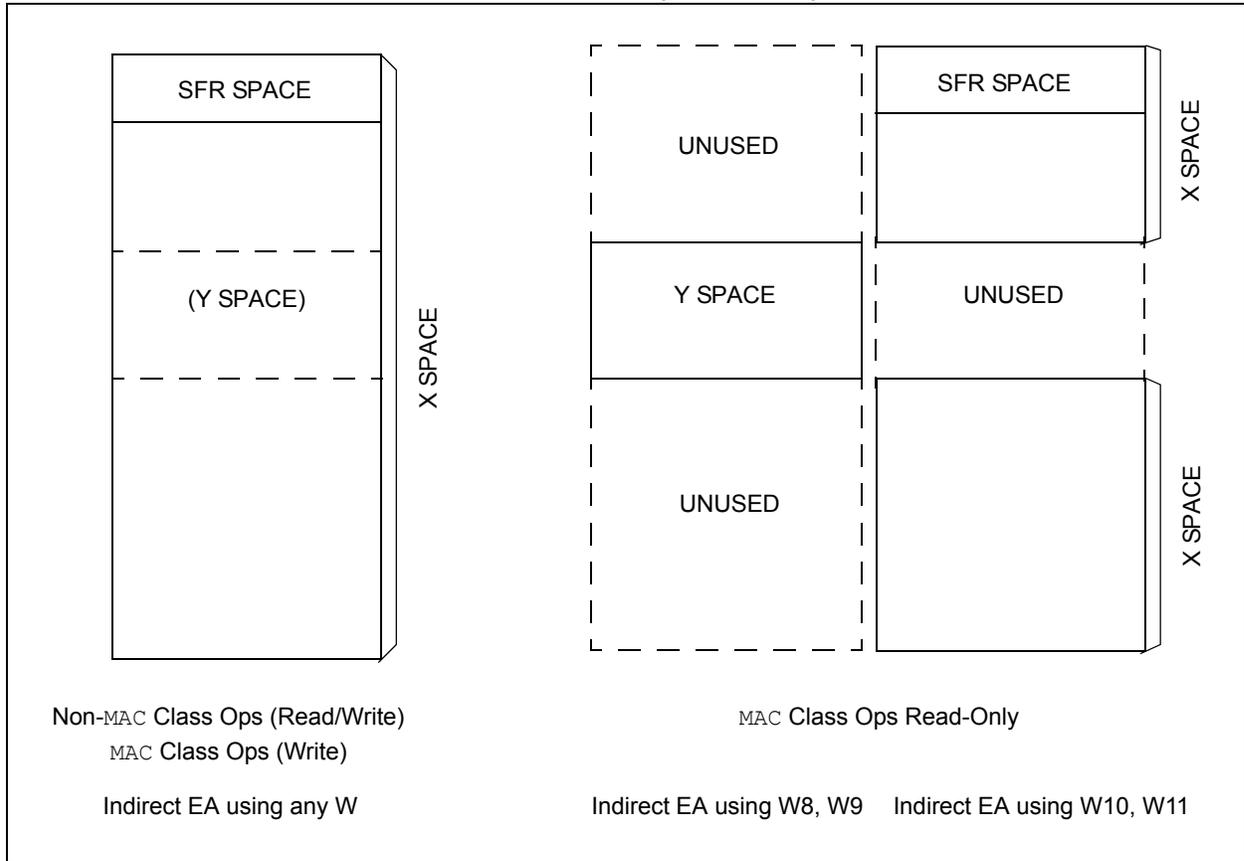 SFR SPACE
(Y SPACE)
X SPACE
Non-MAC Class Ops (Read/Write)
MAC Class Ops (Write)
Indirect EA using any W
UNUSED
Y SPACE
UNUSED
SFR SPACE
X SPACE
UNUSED
X SPACE
MAC Class Ops Read-Only
Indirect EA using W8, W9
Indirect EA using W10, W11